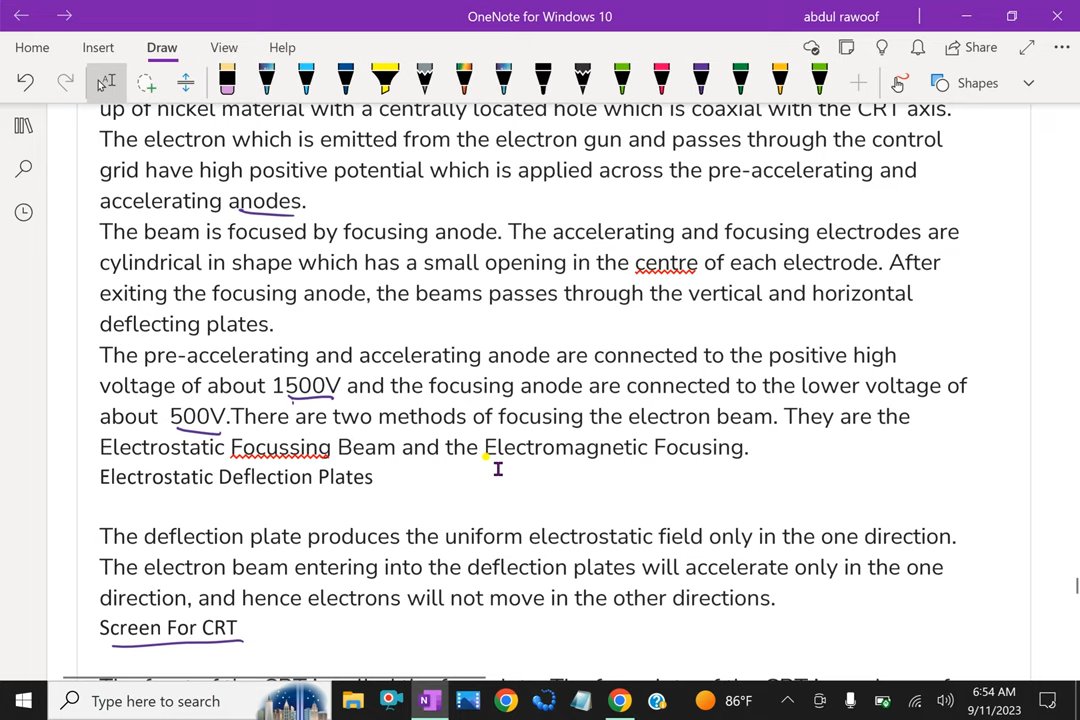 OneNote for Windows 10
abdul rawoof
Home Insert Draw View Help
Share
Shapes
up of nickel material with a centrally located hole which is coaxial with the CRT axis.
The electron which is emitted from the electron gun and passes through the control
grid have high positive potential which is applied across the pre-accelerating and
accelerating anodes.
The beam is focused by focusing anode. The accelerating and focusing electrodes are
cylindrical in shape which has a small opening in the centre of each electrode. After
exiting the focusing anode, the beams passes through the vertical and horizontal
deflecting plates.
The pre-accelerating and accelerating anode are connected to the positive high
voltage of about 1500V and the focusing anode are connected to the lower voltage of
about 500V.There are two methods of focusing the electron beam. They are the
Electrostatic Focussing Beam and the Electromagnetic Focusing.
Electrostatic Deflection Plates
The deflection plate produces the uniform electrostatic field only in the one direction.
The electron beam entering into the deflection plates will accelerate only in the one
direction, and hence electrons will not move in the other directions.
Screen For CRT
Type here to search
86°F
6:54 AM
9/11/2023